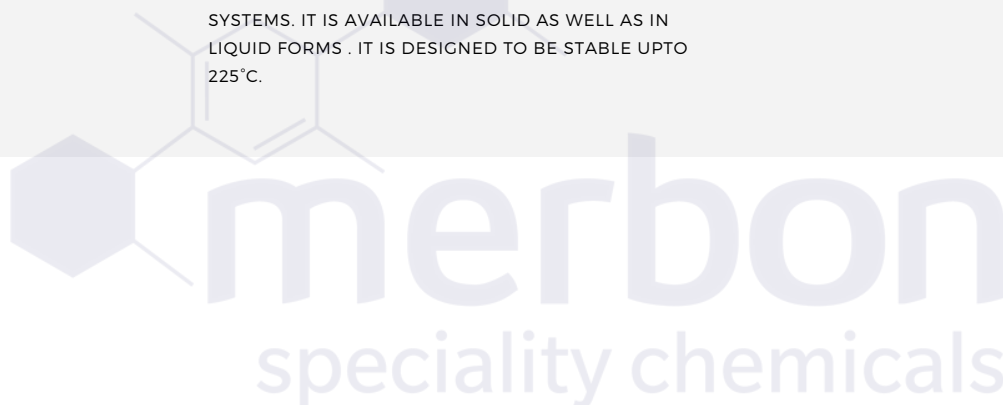 SYSTEMS. IT IS AVAILABLE IN SOLID AS WELL AS IN
LIQUID FORMS . IT IS DESIGNED TO BE STABLE UPTO
225°C.
merbon
speciality chemicals